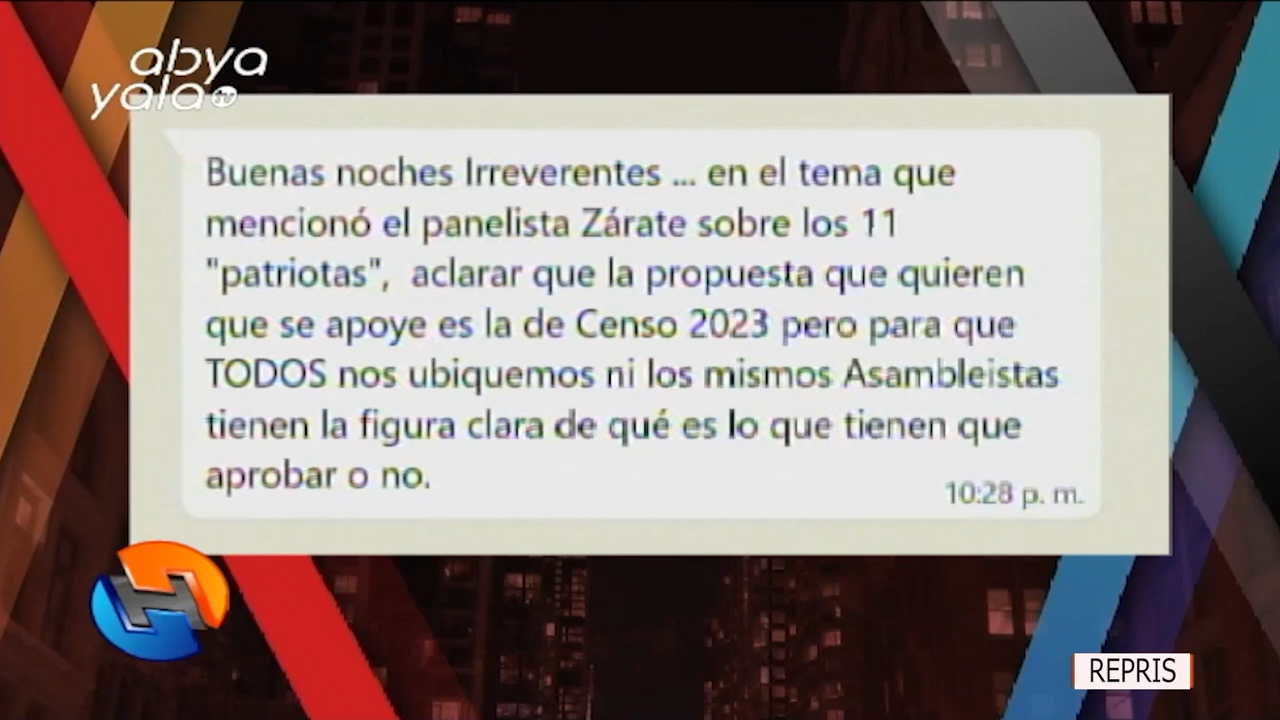 abya
yala tv
Buenas noches Irreverentes ... en el tema que
mencionó el panelista Zárate sobre los 11
"patriotas", aclarar que la propuesta que quieren
que se apoye es la de Censo 2023 pero para que
TODOS nos ubiquemos ni los mismos Asambleistas
tienen la figura clara de qué es lo que tienen que
aprobar o no.
10:28 p. m.
H
REPRIS